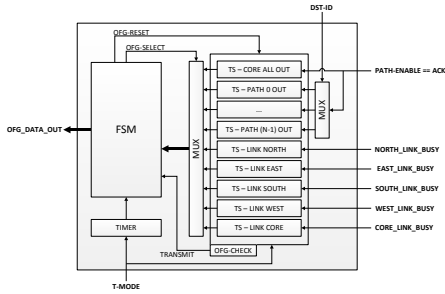 DST-ID
OFG-RESET
OFG-SELECT
TS – CORE ALL OUT
PATH-ENABLE == ACK
TS – PATH 0 OUT
FSM
....
MUX
MUX
OFG_DATA_OUT
TS – PATH (N-1) OUT
TS – LINK NORTH
NORTH_LINK_BUSY
TS – LINK EAST
EAST_LINK_BUSY
TS – LINK SOUTH
SOUTH_LINK_BUSY
TS – LINK WEST
WEST_LINK_BUSY
TIMER
TS – LINK CORE
CORE_LINK_BUSY
OFG-CHECK
TRANSMIT
T-MODE